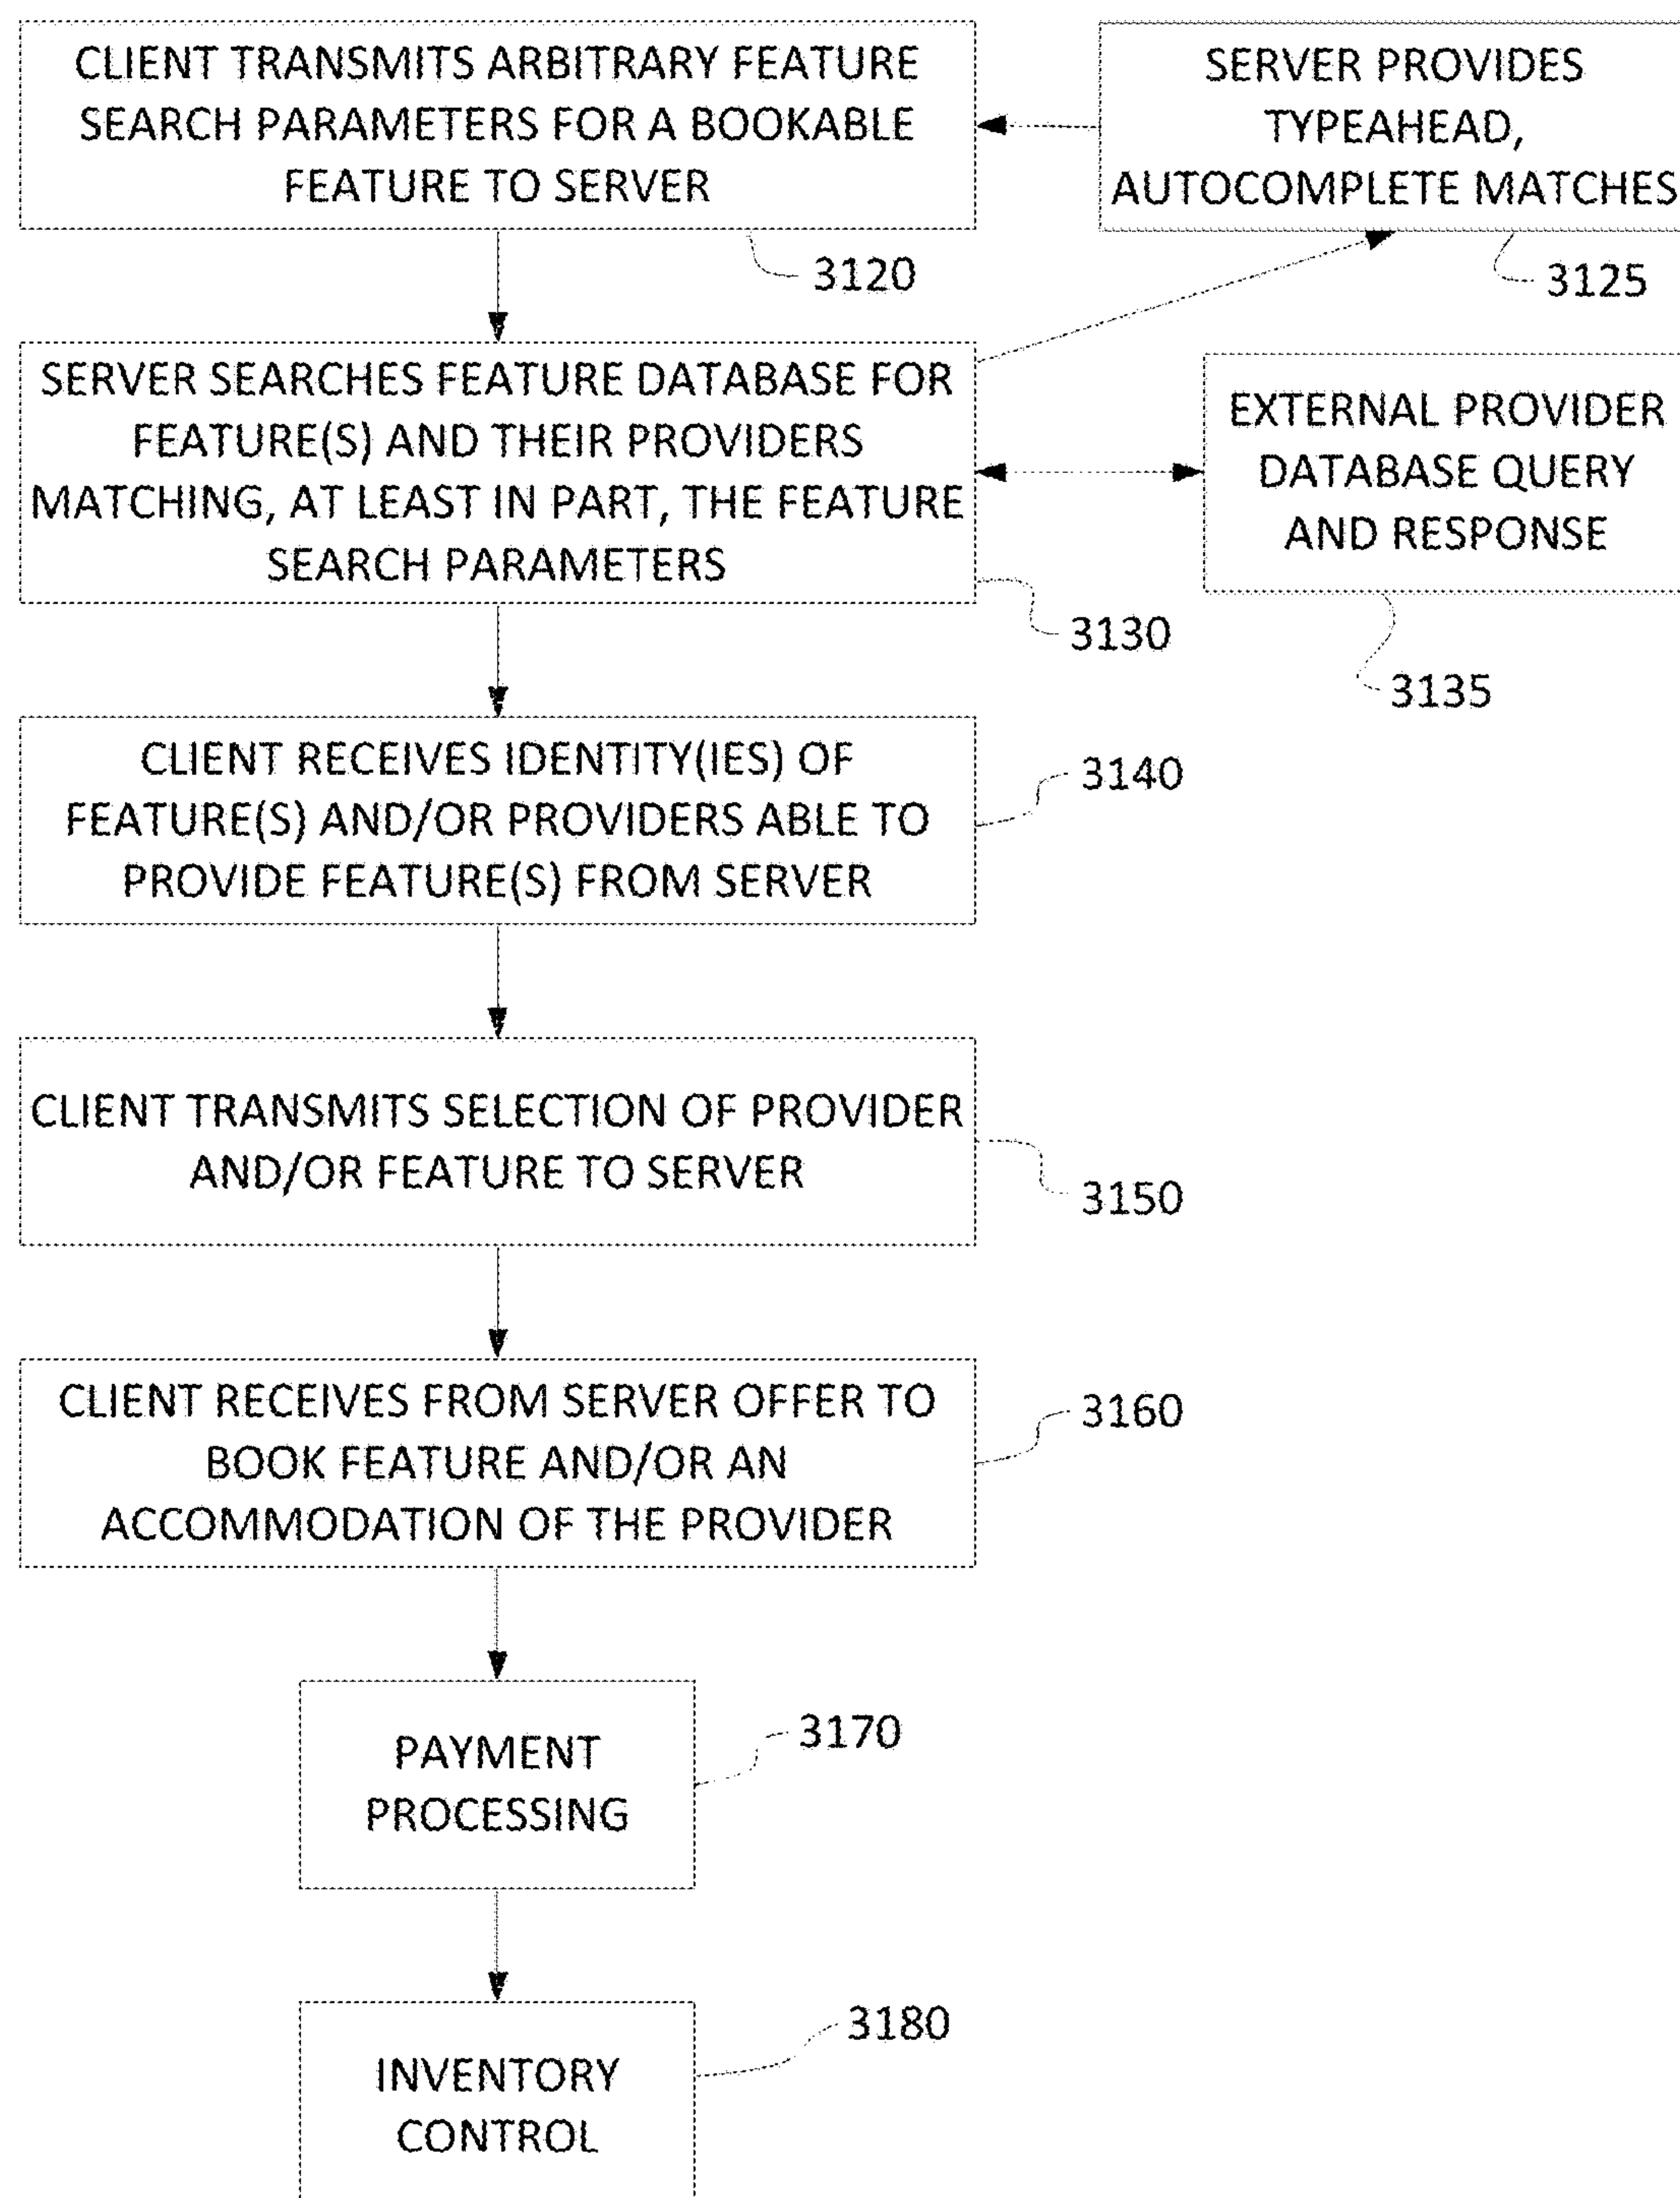 CLIENT TRANSMITS ARBITRARY FEATURE
SEARCH PARAMETERS FOR A BOOKABLE
FEATURE TO SERVER
3120
SERVER PROVIDES
TYPEAHEAD,
AUTOCOMPLETE MATCHES
3125
SERVER SEARCHES FEATURE DATABASE FOR
FEATURE(S) AND THEIR PROVIDERS
MATCHING, AT LEAST IN PART, THE FEATURE
SEARCH PARAMETERS
3130
EXTERNAL PROVIDER
DATABASE QUERY
AND RESPONSE
3135
CLIENT RECEIVES IDENTITY(IES) OF
FEATURE(S) AND/OR PROVIDERS ABLE TO
PROVIDE FEATURE(S) FROM SERVER
3140
CLIENT TRANSMITS SELECTION OF PROVIDER
AND/OR FEATURE TO SERVER
3150
CLIENT RECEIVES FROM SERVER OFFER TO
BOOK FEATURE AND/OR AN
ACCOMMODATION OF THE PROVIDER
3160
PAYMENT
PROCESSING
3170
INVENTORY
CONTROL
3180